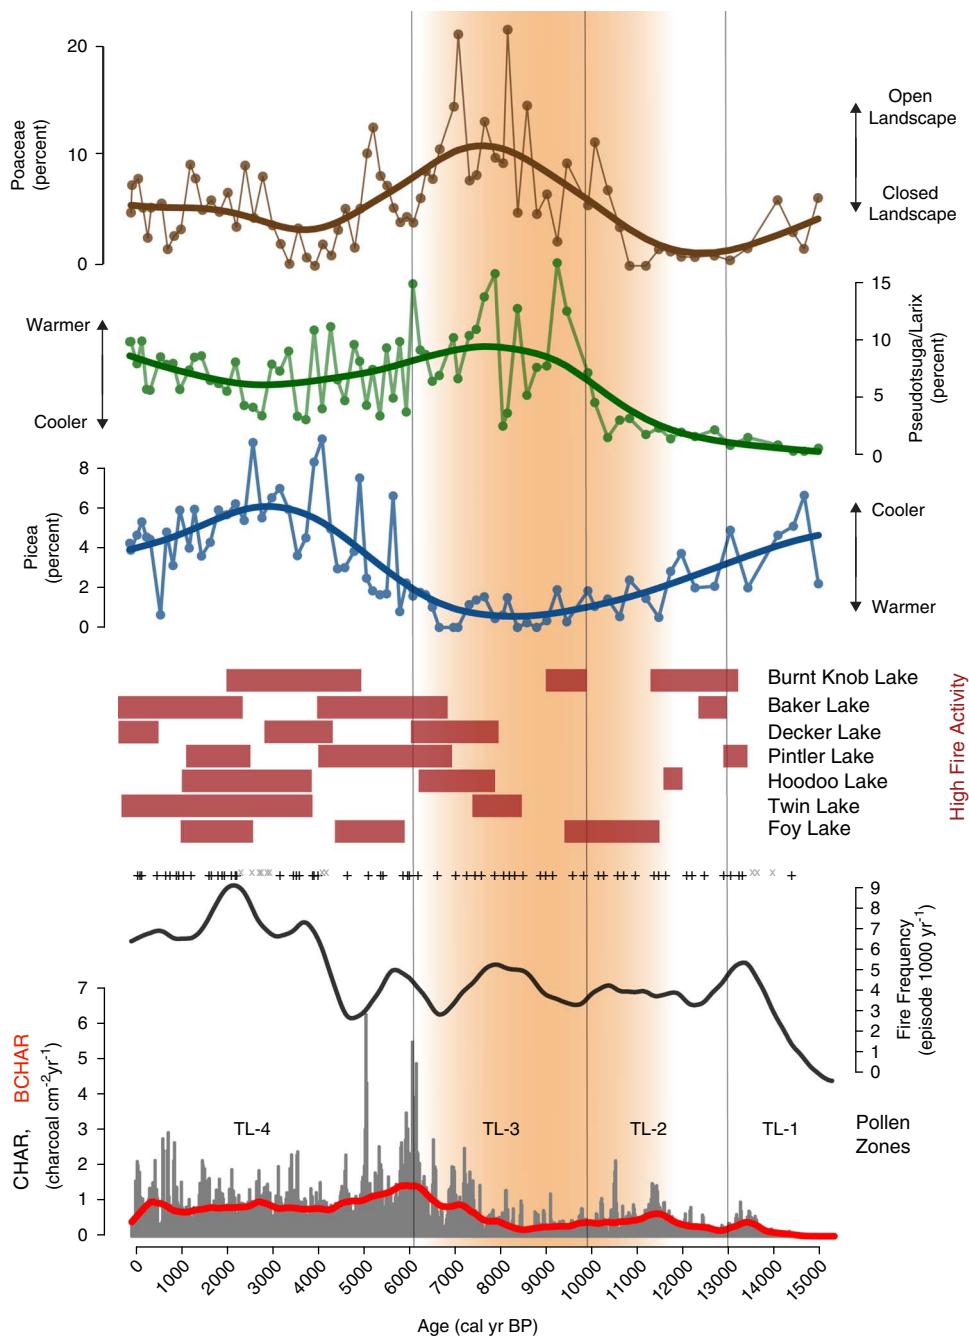 20
10
0
Poaceae
(percent)
Open
Landscape
Closed
Landscape
Warmer
Cooler
15
10
5
0
Pseudotsuga/Larix
(percent)
8
6
4
2
0
Picea
(percent)
Cooler
Warmer
Burnt Knob Lake
Baker Lake
Decker Lake
Pintler Lake
Hoodoo Lake
Twin Lake
Foy Lake
High Fire Activity
9
8
7
6
5
4
3
2
1
0
Fire Frequency
(episode 1000 yr-1)
7
6
5
4
3
2
1
0
CHAR, BCHAR
(charcoal cm-2yr-1)
TL-4 TL-3 TL-2 TL-1
Pollen
Zones
0 1000 2000 3000 4000 5000 6000 7000 8000 9000 10000 11000 12000 13000 14000 15000
Age (cal yr BP)